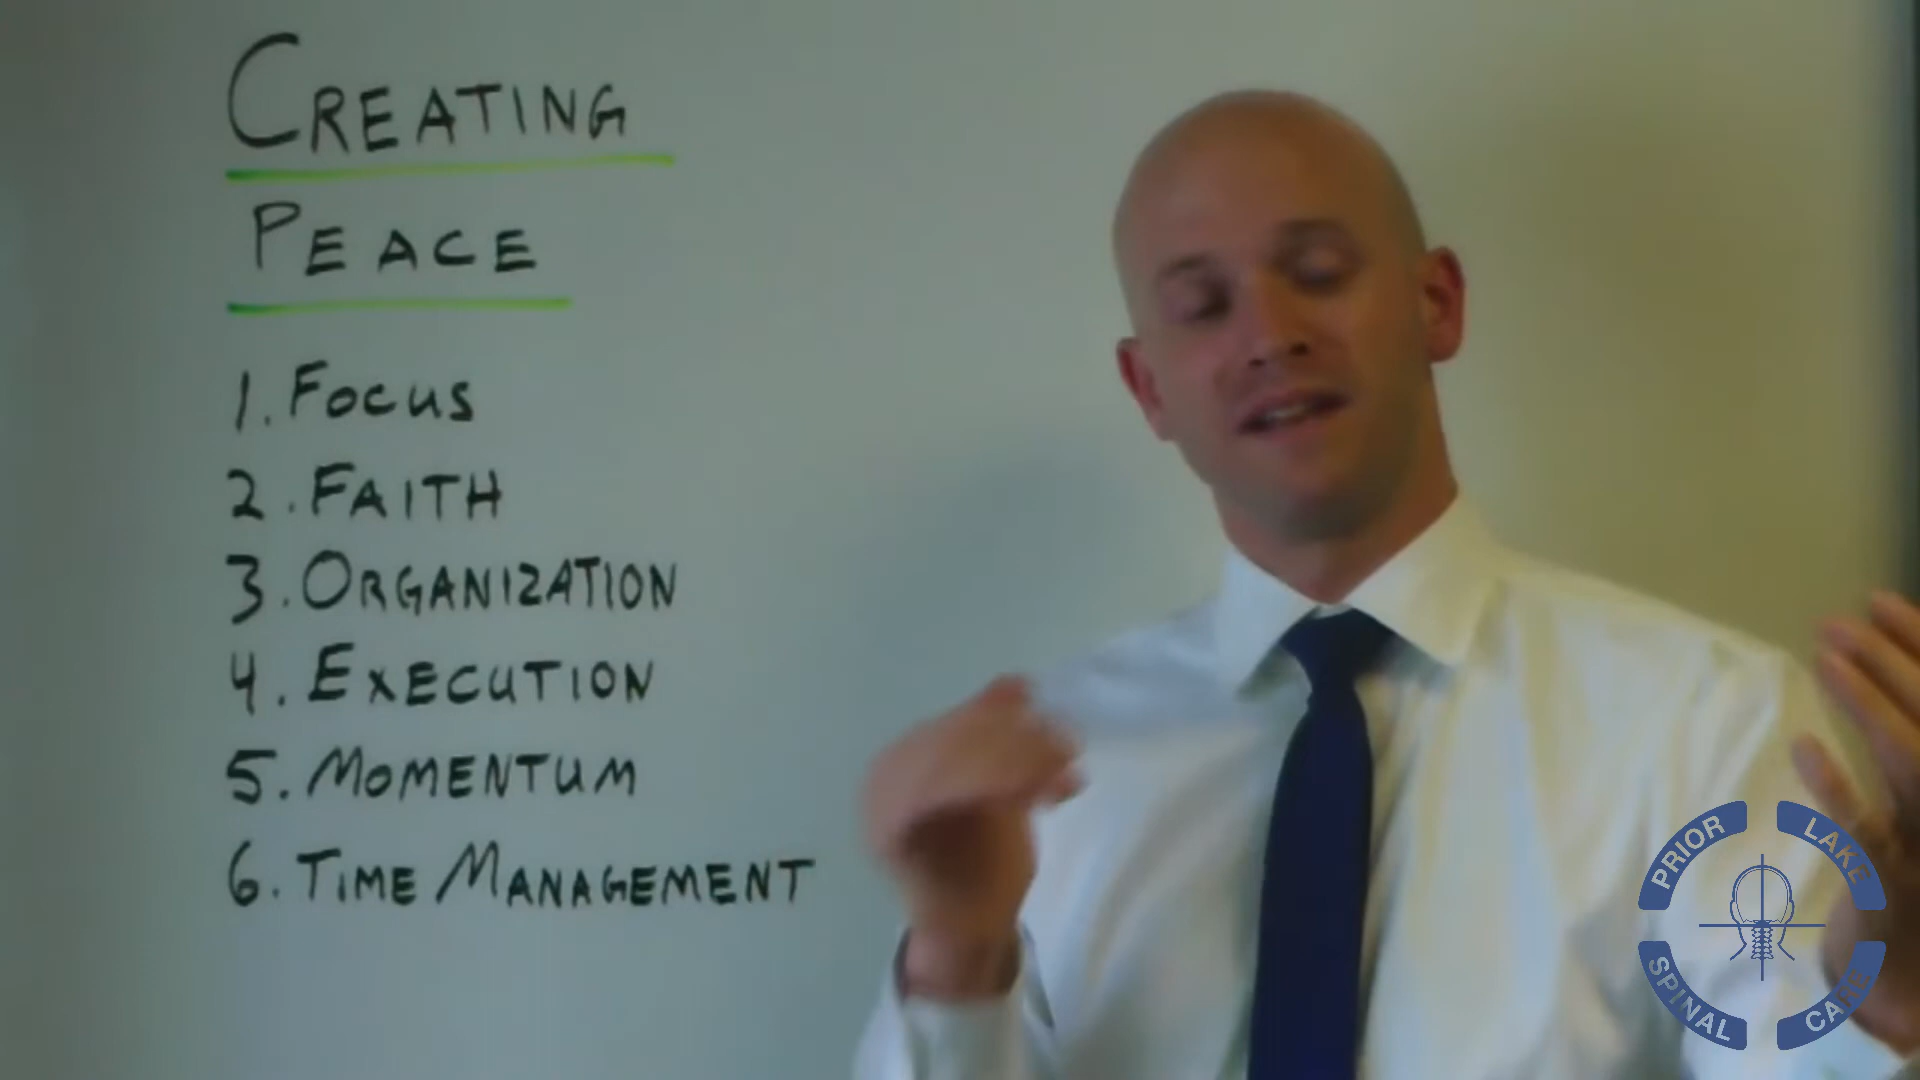 CREATING
PEACE
1. FOCUS
2. FAITH
3. ORGANIZATION
4. EXECUTION
5. MOMENTUM
6. TIME MANAGEMENT
PRIOR LAKE
SPINAL CARE